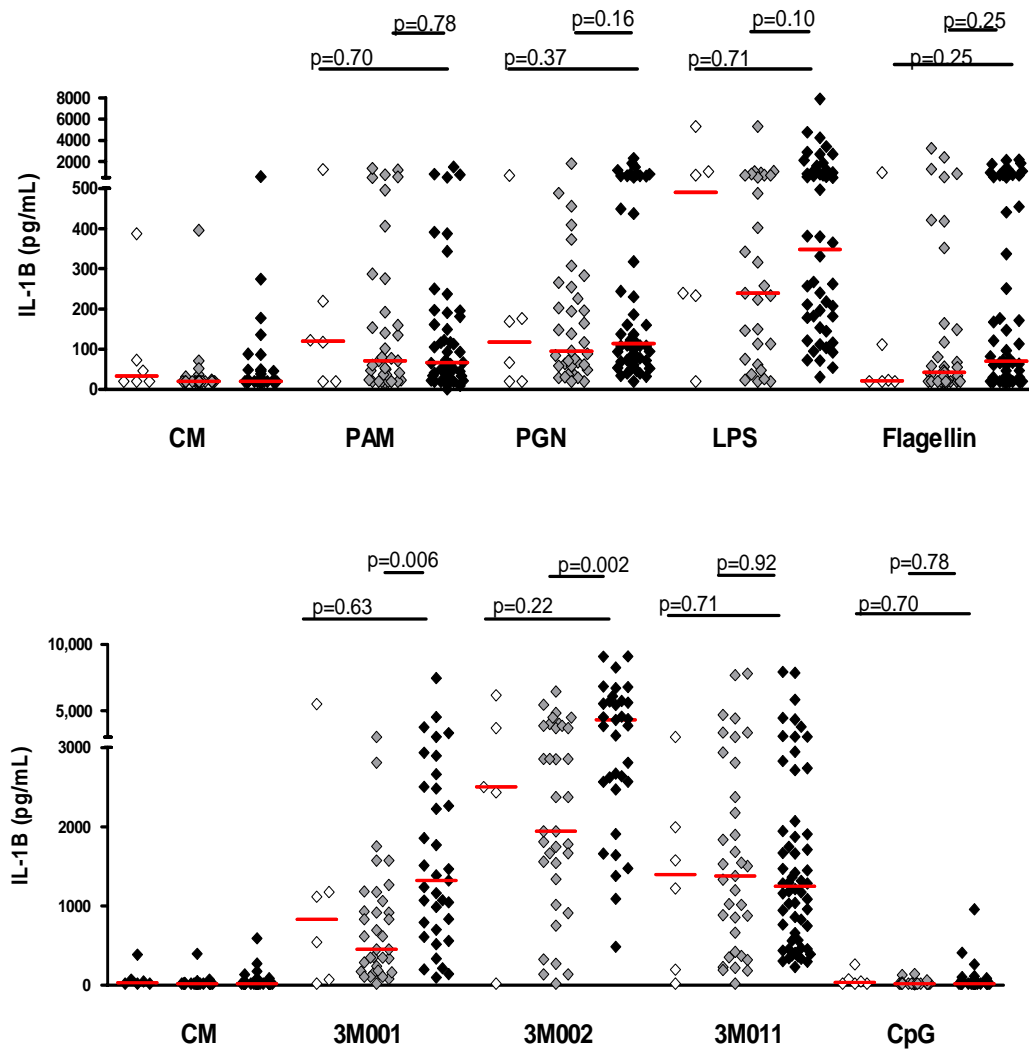 p=0.78 p=0.16 p=0.10 p=0.25
p=0.70 p=0.37 p=0.71 p=0.25
8000
6000
4000
2000
500
400
300
200
100
0
IL-1B (pg/mL)
CM PAM PGN LPS Flagellin
p=0.006 p=0.002 p=0.92 p=0.78
p=0.63 p=0.22 p=0.71 p=0.70
10,000
5,000
3000
2000
1000
0
IL-1B (pg/mL)
CM 3M001 3M002 3M011 CpG